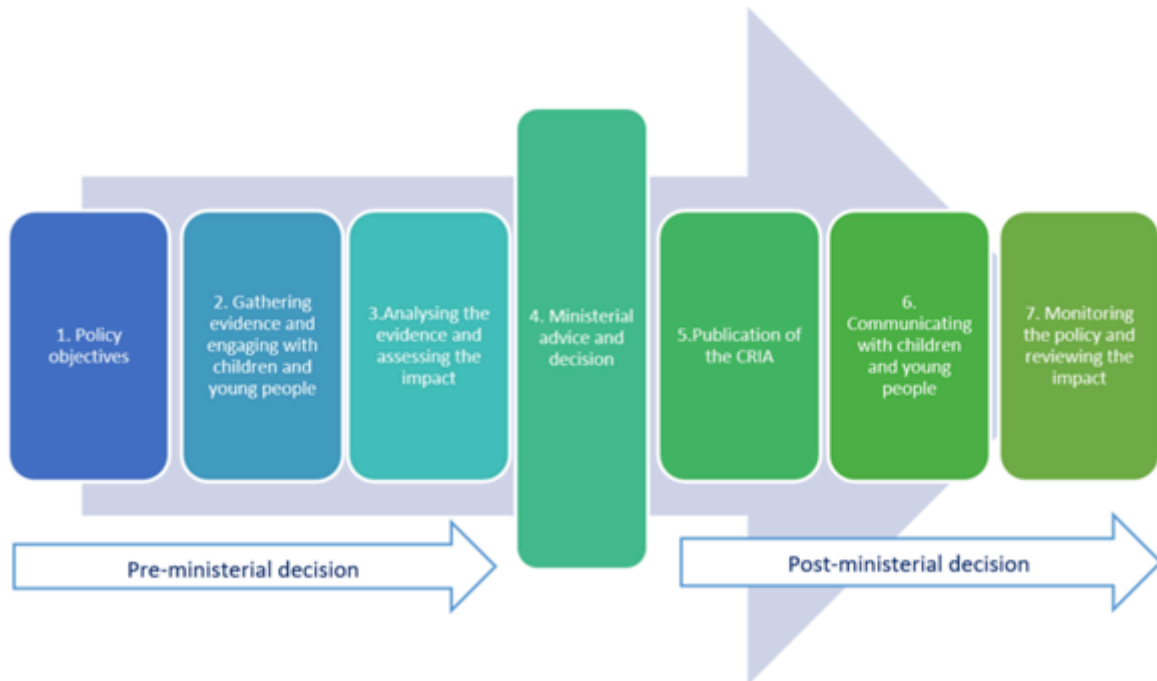 1. Policy
objectives
2. Gathering
evidence and
engaging with
children and
young people
3.Analysing the
evidence and
assessing the
impact
4. Ministerial
advice and
decision
5.Publication of
the CRIA
6.
Communicating
with children
and young
people
7. Monitoring
the policy and
reviewing the
impact
Pre-ministerial decision
Post-ministerial decision